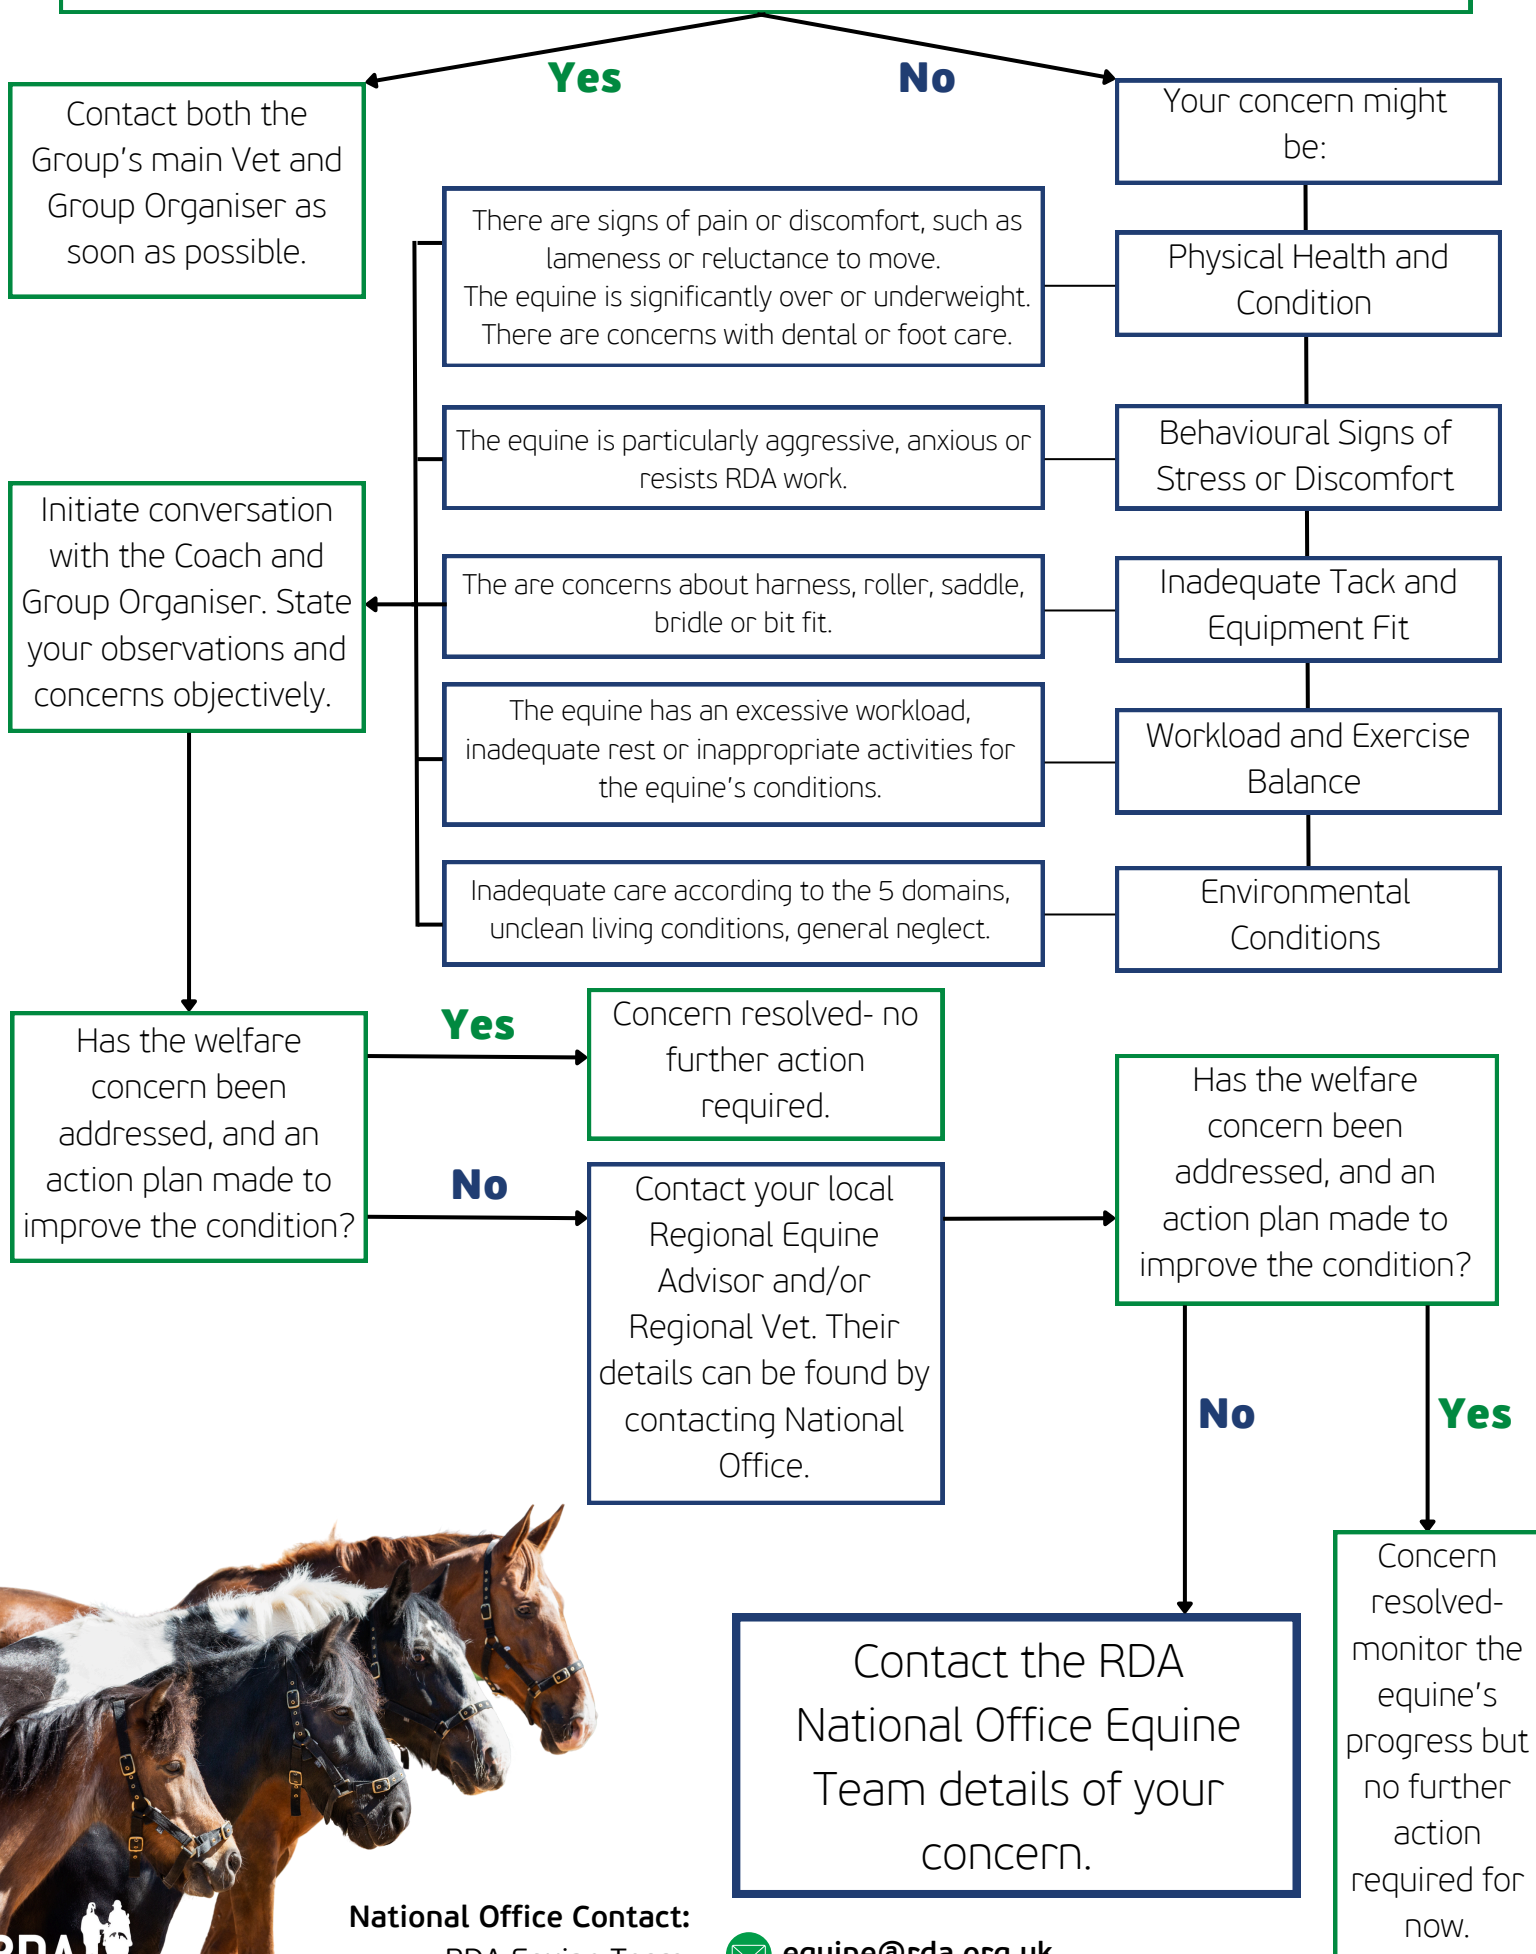 Yes
No
Contact both the
Group's main Vet and
Group Organiser as
soon as possible.
Your concern might
be:
There are signs of pain or discomfort, such as
lameness or reluctance to move.
The equine is significantly over or underweight.
There are concerns with dental or foot care.
Physical Health and
Condition
The equine is particularly aggressive, anxious or
resists RDA work.
Behavioural Signs of
Stress or Discomfort
Initiate conversation
with the Coach and
Group Organiser. State
your observations and
concerns objectively.
The are concerns about harness, roller, saddle,
bridle or bit fit.
Inadequate Tack and
Equipment Fit
The equine has an excessive workload,
inadequate rest or inappropriate activities for
the equine's conditions.
Workload and Exercise
Balance
Inadequate care according to the 5 domains,
unclean living conditions, general neglect.
Environmental
Conditions
Has the welfare
concern been
addressed, and an
action plan made to
improve the condition?
Yes
Concern resolved- no
further action
required.
No
Contact your local
Regional Equine
Advisor and/or
Regional Vet. Their
details can be found by
contacting National
Office.
Has the welfare
concern been
addressed, and an
action plan made to
improve the condition?
No
Yes
Contact the RDA
National Office Equine
Team details of your
concern.
Concern
resolved-
monitor the
equine's
progress but
no further
action
required for
now.
RDA
National Office Contact:
RDA Equine Team
equine@rda.org.uk